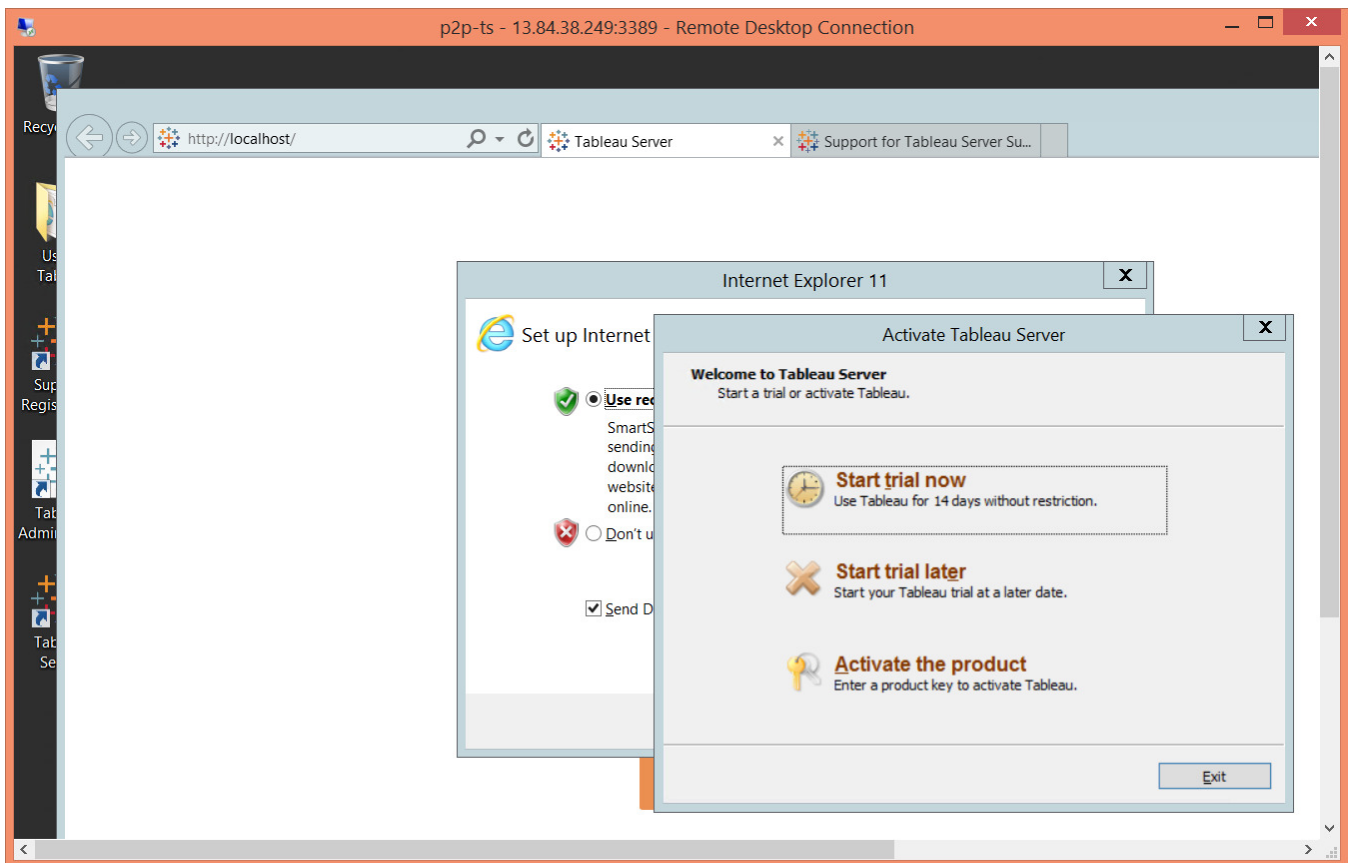 p2p-ts - 13.84.38.249:3389 - Remote Desktop Connection
Recy
http://localhost/
Tableau Server
Support for Tableau Server Su...
Us
Tal
Sup
Regis
Tab
Admi
Tab
Se
Internet Explorer 11
Set up Internet
Use rec
SmartS
sending
downlo
website
online.
Don't u
Send D
Activate Tableau Server
Welcome to Tableau Server
Start a trial or activate Tableau.
Start trial now
Use Tableau for 14 days without restriction.
Start trial later
Start your Tableau trial at a later date.
Activate the product
Enter a product key to activate Tableau.
Exit